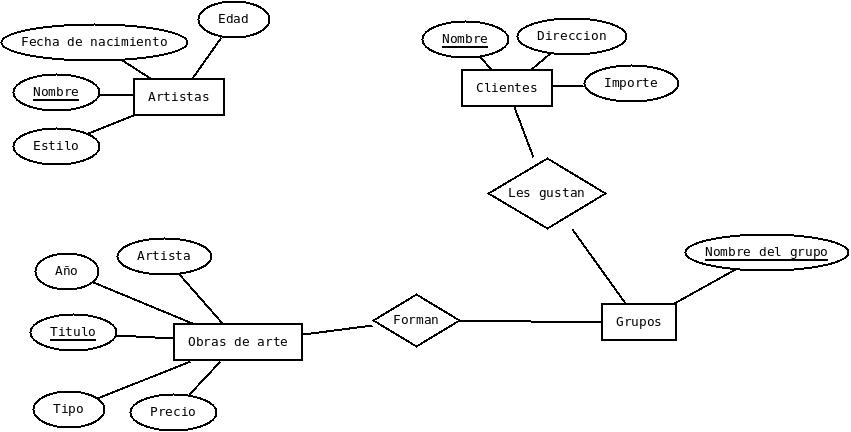 Edad
Fecha de nacimiento
Nombre
Artistas
Estilo
Nombre
Direccion
Clientes
Importe
Les gustan
Nombre del grupo
Grupos
Forman
Artista
Año
Titulo
Obras de arte
Tipo
Precio